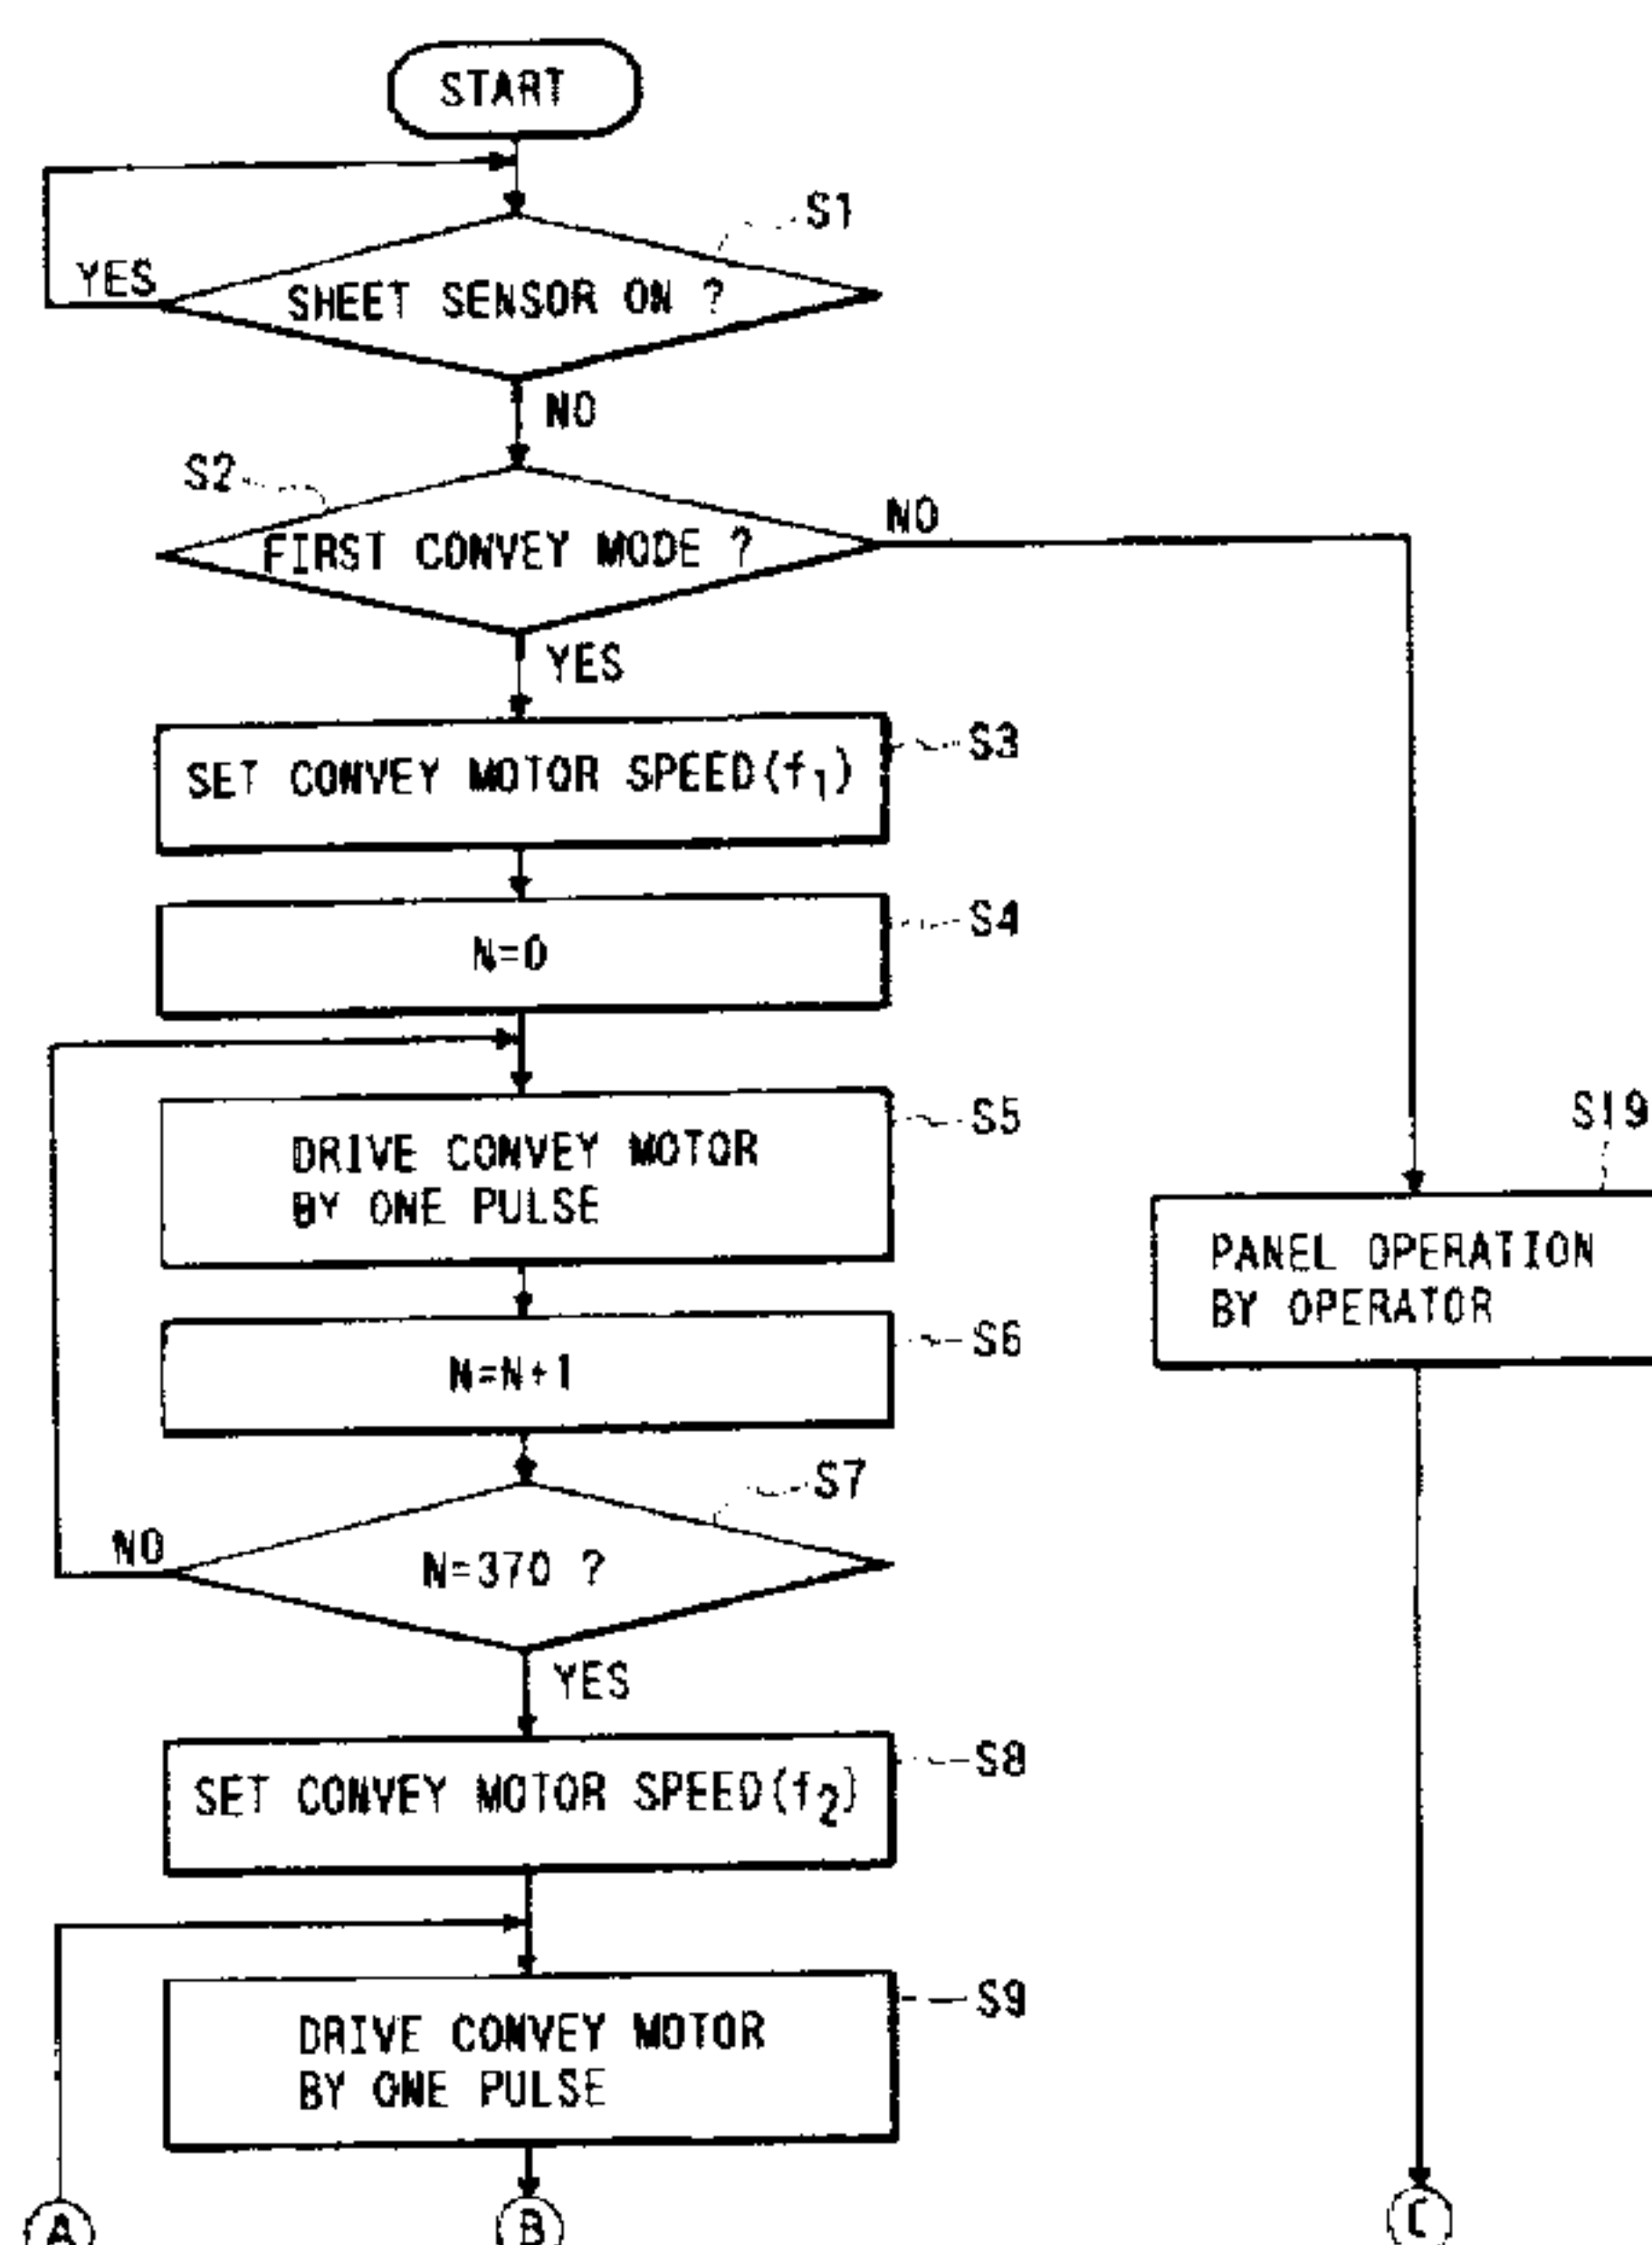 START
S1
YES
SHEET SENSOR ON ?
NO
S2
NO
FIRST CONVEY MODE ?
YES
S3
SET CONVEY MOTOR SPEED(f1)
S4
N=0
S5
DRIVE CONVEY MOTOR
BY ONE PULSE
S19
PANEL OPERATION
BY OPERATOR
S6
N=N+1
S7
NO
N=370 ?
YES
S8
SET CONVEY MOTOR SPEED(f2)
S9
DRIVE CONVEY MOTOR
BY ONE PULSE
A
B
C